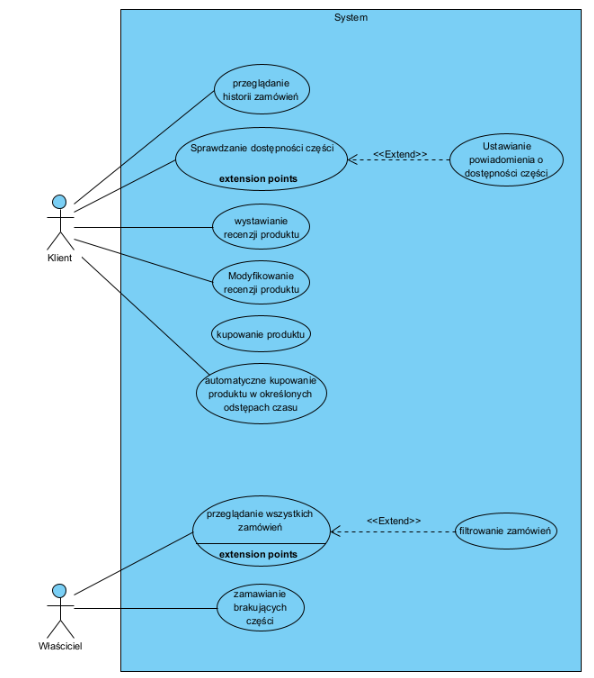 System
przeglądanie
historii zamówień
Sprawdzanie dostępności części
extension points
<<Extend>>
Ustawianie
powiadomienia o
dostępności części
wystawianie
recenzji produktu
Klient
Modyfikowanie
recenzji produktu
kupowanie produktu
automatyczne kupowanie
produktu w określonych
odstępach czasu
przeglądanie wszystkich
zamówień
extension points
<<Extend>>
filtrowanie zamówień
zamawianie
brakujących
części
Właściciel